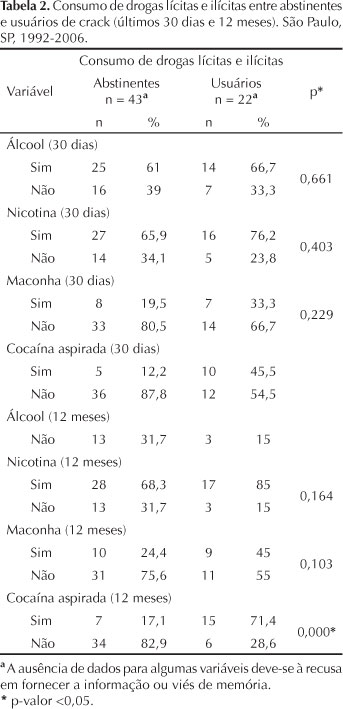 Tabela 2. Consumo de drogas lícitas e ilícitas entre abstinentes
e usuários de crack (últimos 30 dias e 12 meses). São Paulo,
SP, 1992-2006.
Consumo de drogas lícitas e ilícitas
Variável Abstinentes n = 43a Usuários n = 22a p*
n % n %
Álcool (30 dias)
Sim 25 61 14 66,7
0,661
Não 16 39 7 33,3
Nicotina (30 dias)
Sim 27 65,9 16 76,2
0,403
Não 14 34,1 5 23,8
Maconha (30 dias)
Sim 8 19,5 7 33,3
0,229
Não 33 80,5 14 66,7
Cocaína aspirada (30 dias)
Sim 5 12,2 10 45,5
Não 36 87,8 12 54,5
Álcool (12 meses)
Não 13 31,7 3 15
Nicotina (12 meses)
Sim 28 68,3 17 85
0,164
Não 13 31,7 3 15
Maconha (12 meses)
Sim 10 24,4 9 45
0,103
Não 31 75,6 11 55
Cocaína aspirada (12 meses)
Sim 7 17,1 15 71,4
0,000*
Não 34 82,9 6 28,6
a A ausência de dados para algumas variáveis deve-se à recusa
em fornecer a informação ou viés de memória.
* p-valor <0,05.